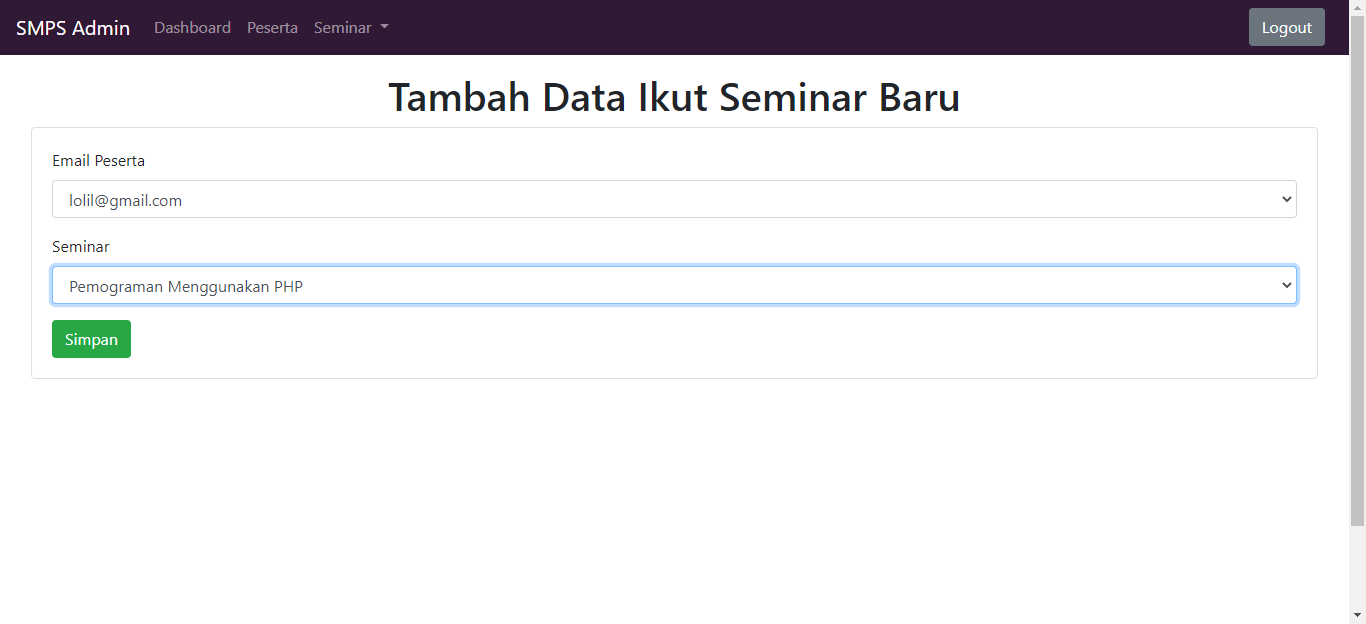 SMPS Admin Dashboard Peserta Seminar Logout
Tambah Data Ikut Seminar Baru
Email Peserta
lolil@gmail.com
Seminar
Pemograman Menggunakan PHP
Simpan